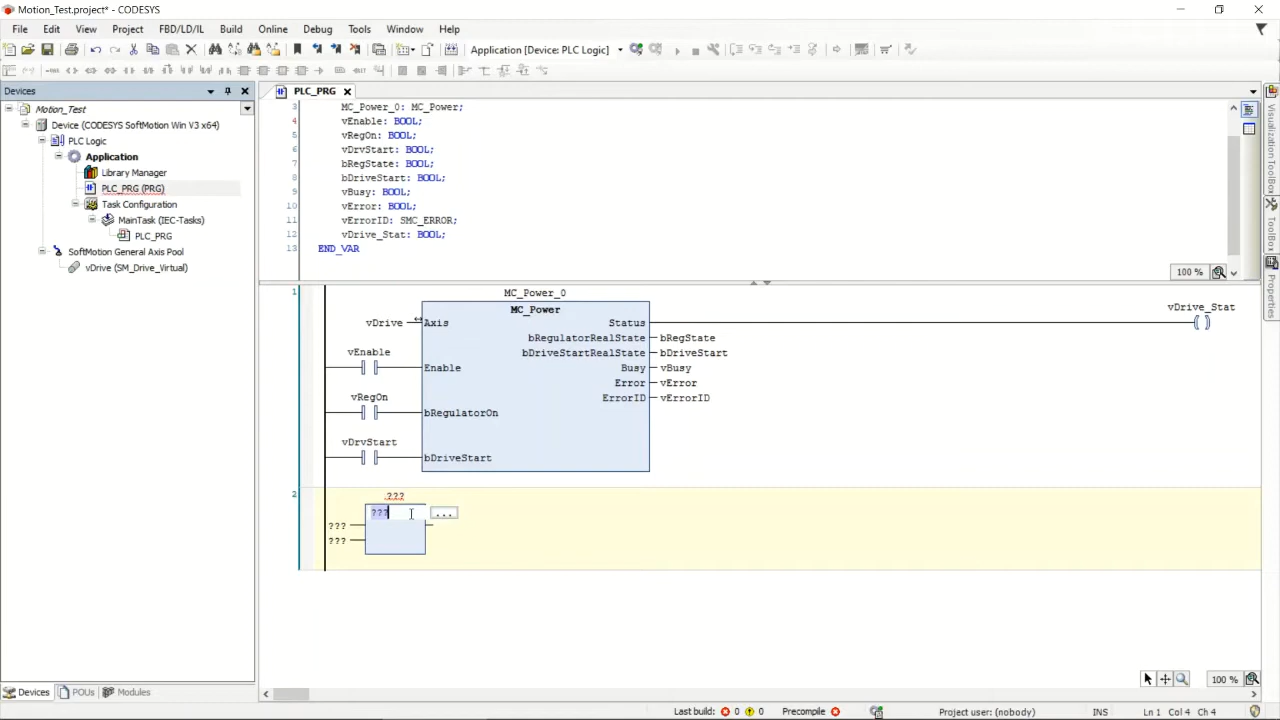 Motion_Test.project* - CODESYS
File Edit View Project FBD/LD/IL Build Online Debug Tools Window Help
Application [Device: PLC Logic]
Devices
PLC_PRG
Motion_Test
Device (CODESYS SoftMotion Win V3 x64)
PLC Logic
Application
Library Manager
PLC_PRG (PRG)
Task Configuration
MainTask (IEC-Tasks)
PLC_PRG
SoftMotion General Axis Pool
vDrive (SM_Drive_Virtual)
3 MC_Power_0: MC_Power;
4 vEnable: BOOL;
5 vRegOn: BOOL;
6 vDrvStart: BOOL;
7 bRegState: BOOL;
8 bDriveStart: BOOL;
9 vBusy: BOOL;
10 vError: BOOL;
11 vErrorID: SMC_ERROR;
12 vDrive_Stat: BOOL;
13 END_VAR
100 %
1
MC_Power_0
MC_Power
vDrive Axis Status
vDrive_Stat
bRegulatorRealState bRegState
vEnable
bDriveStartRealState bDriveStart
Enable Busy vBusy
Error vError
vRegOn
ErrorID vErrorID
bRegulatorOn
vDrvStart
bDriveStart
2
???
??? ...
???
???
100 %
Visualization ToolBox
ToolBox
Properties
Devices POUs Modules
Last build: 0 0 Precompile
Project user: (nobody)
INS
Ln 1 Col 4 Ch 4